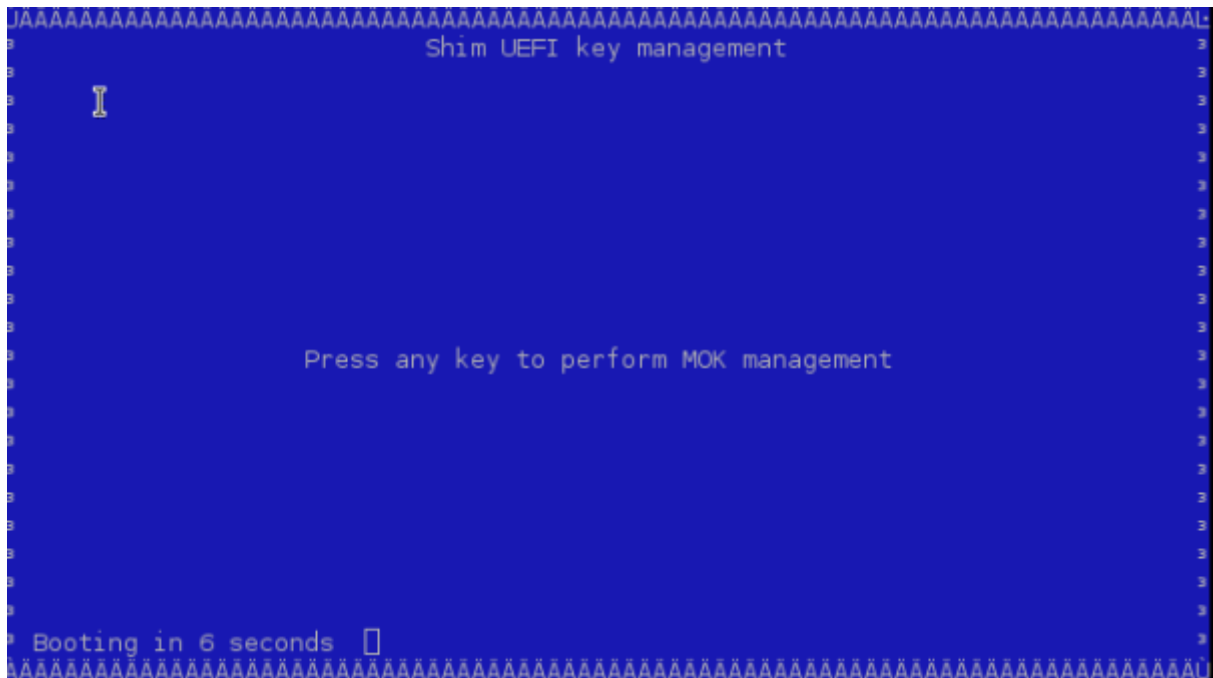 Shim UEFI key management
Press any key to perform MOK management
Booting in 6 seconds